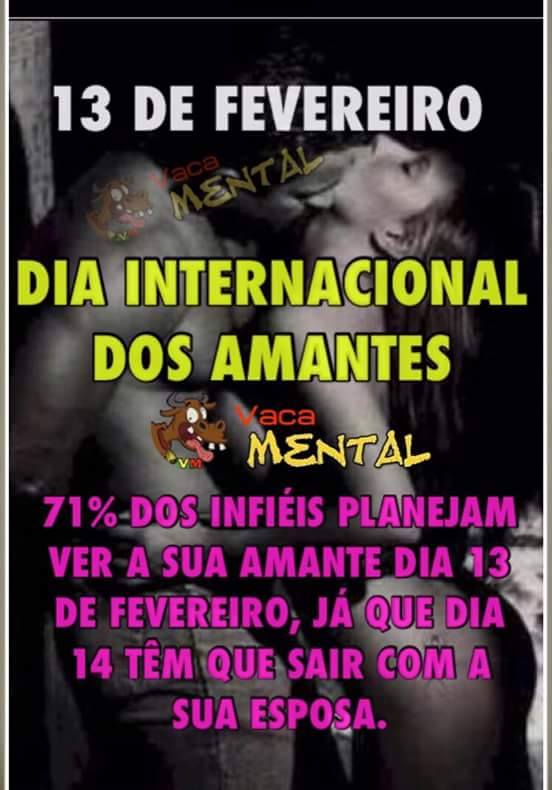 13 DE FEVEREIRO
Vaca
MENTAL
DIA INTERNACIONAL
DOS AMANTES
Vaca
MENTAL
VM
71% DOS INFIÉIS PLANEJAM
VER A SUA AMANTE DIA 13
DE FEVEREIRO, JÁ QUE DIA
14 TÊM QUE SAIR COM A
SUA ESPOSA.